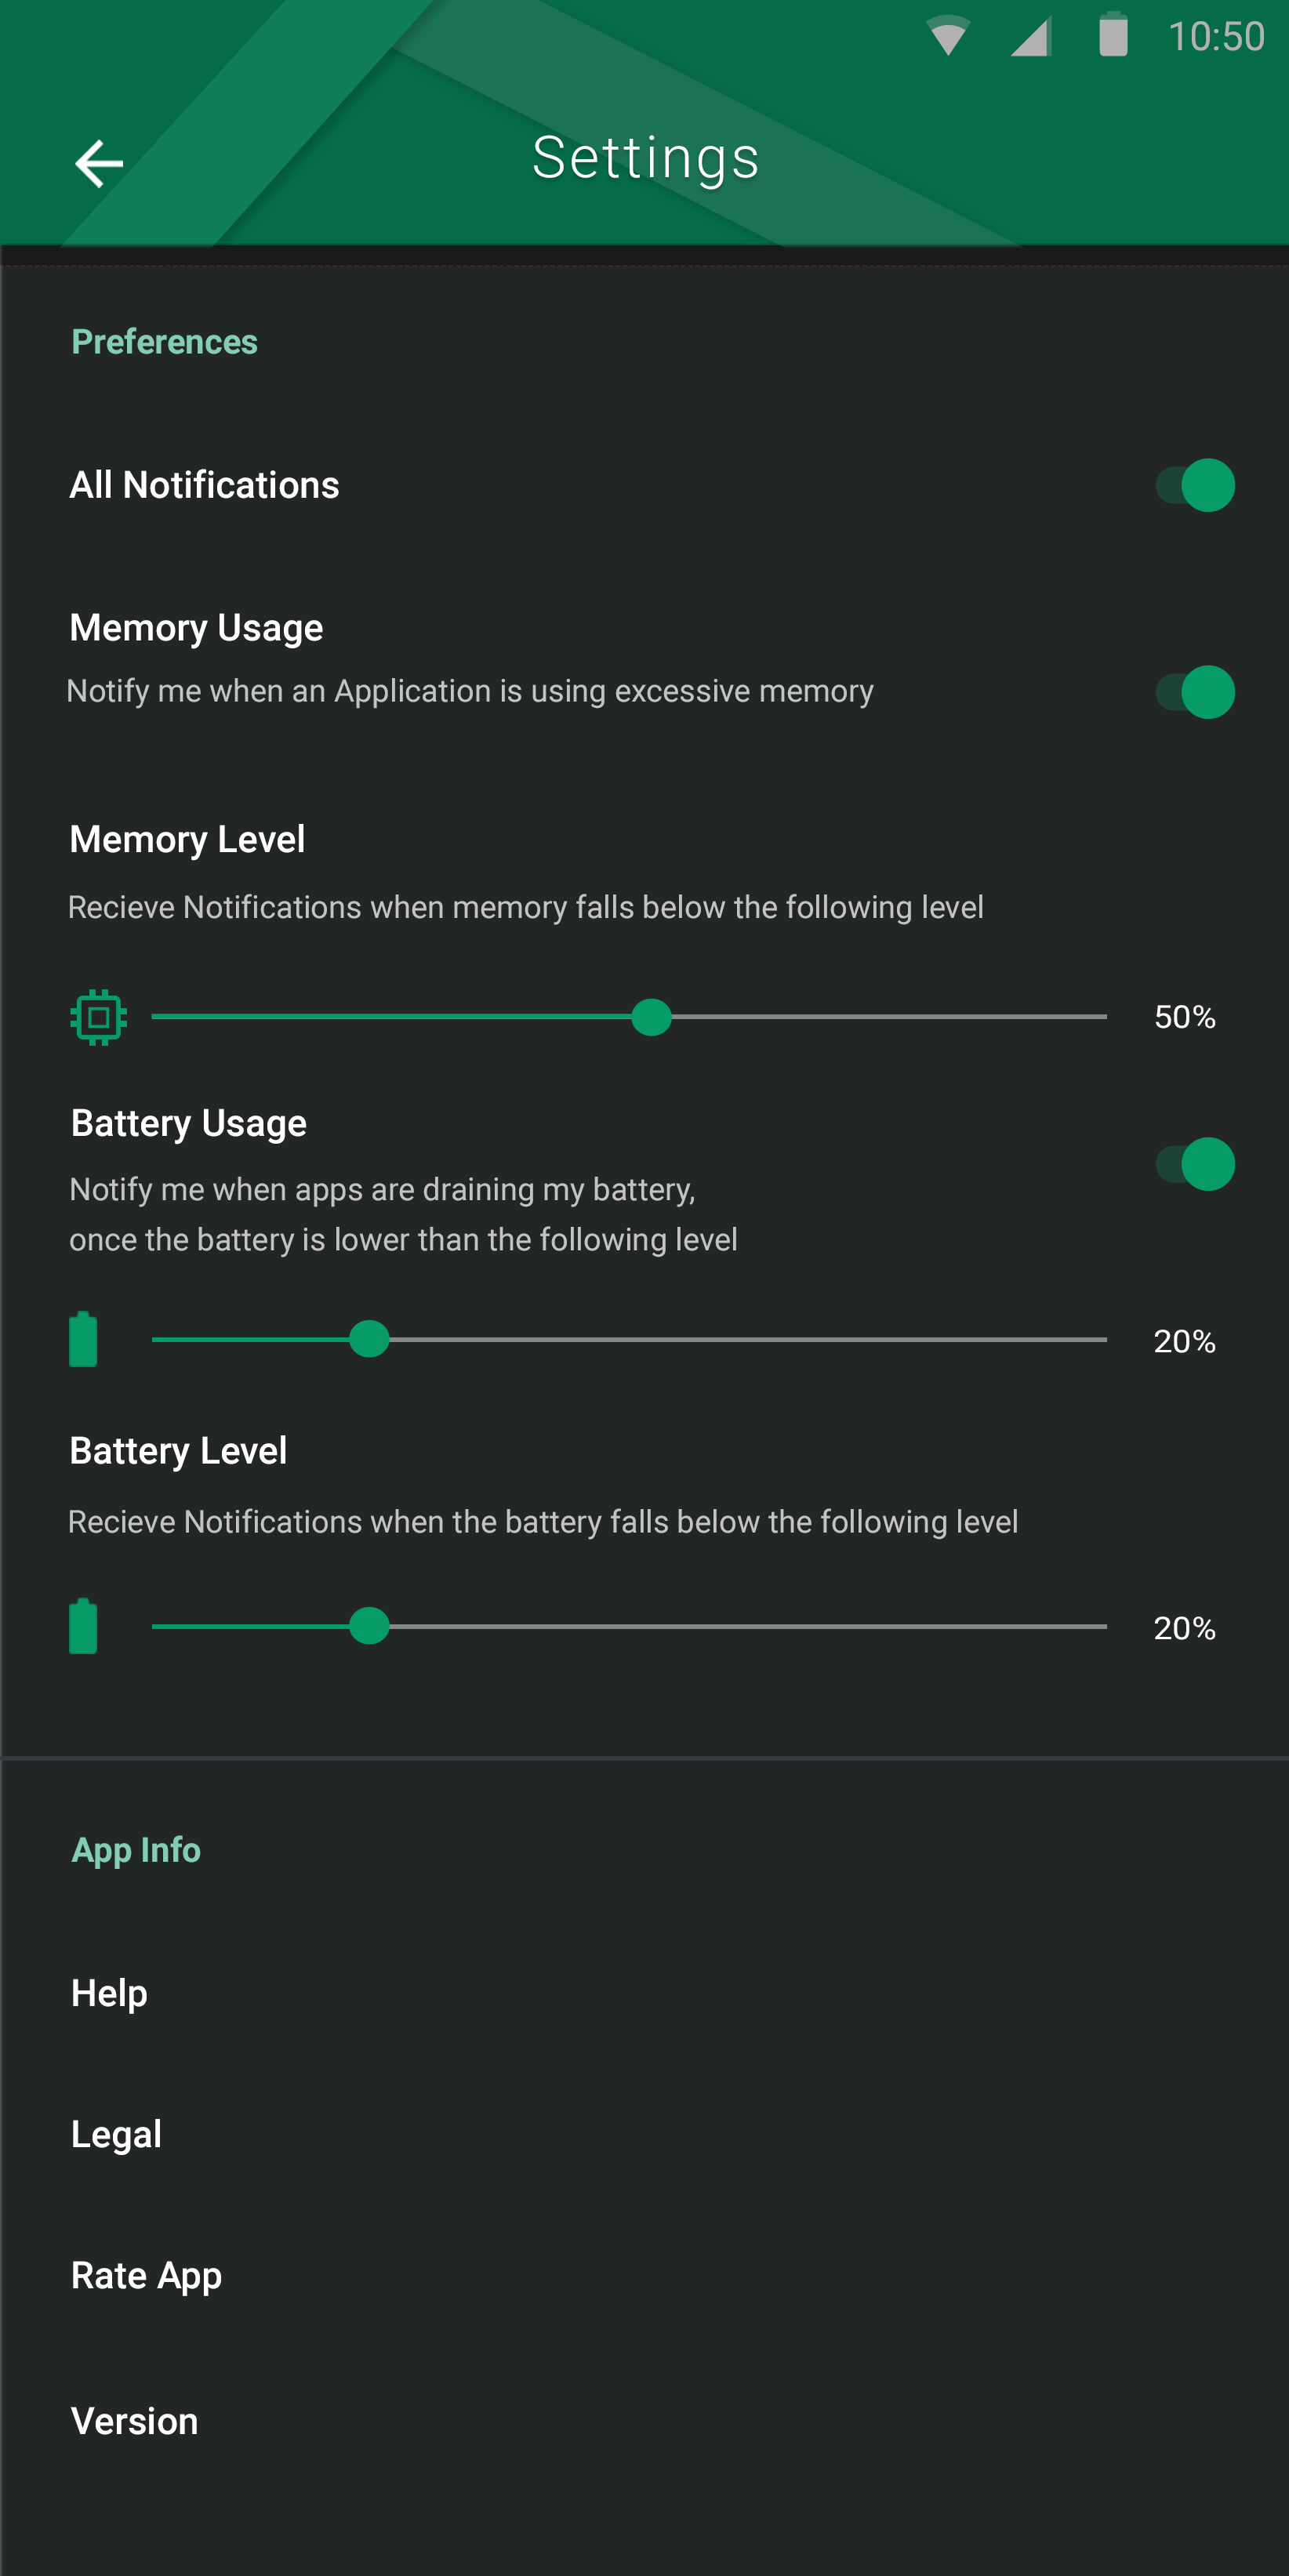 10:50
Settings
Preferences
All Notifications
Memory Usage
Notify me when an Application is using excessive memory
Memory Level
Recieve Notifications when memory falls below the following level
50%
Battery Usage
Notify me when apps are draining my battery,
once the battery is lower than the following level
20%
Battery Level
Recieve Notifications when the battery falls below the following level
20%
App Info
Help
Legal
Rate App
Version